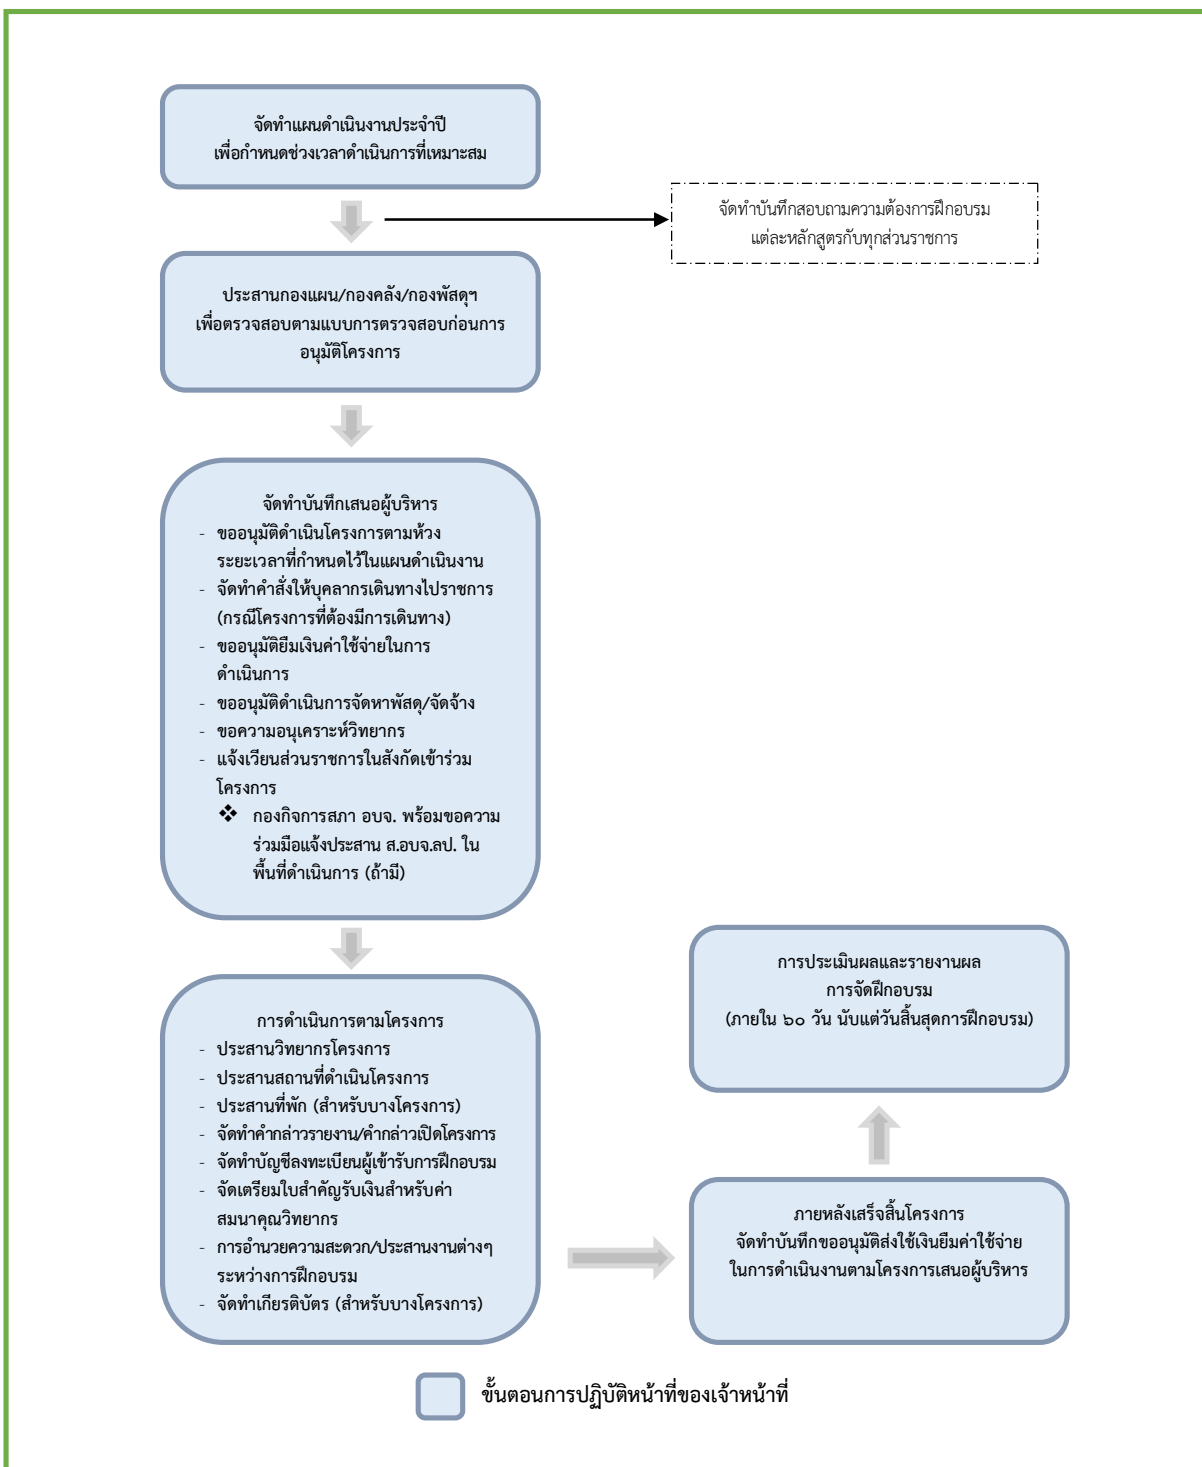 จัดทำแผนดำเนินงานประจำปี
เพื่อกำหนดช่วงเวลาดำเนินการที่เหมาะสม
จัดทำบันทึกสอบถามความต้องการฝึกอบรม
แต่ละหลักสูตรกับทุกส่วนราชการ
ประสานกองแผน/กองคลัง/กองพัสดุฯ
เพื่อตรวจสอบตามแบบการตรวจสอบก่อนการ
อนุมัติโครงการ
จัดทำบันทึกเสนอผู้บริหาร
- ขออนุมัติดำเนินโครงการตามห้วง
ระยะเวลาที่กำหนดไว้ในแผนดำเนินงาน
- จัดทำคำสั่งให้บุคลากรเดินทางไปราชการ
(กรณีโครงการที่ต้องมีการเดินทาง)
- ขออนุมัติยืมเงินค่าใช้จ่ายในการ
ดำเนินการ
- ขออนุมัติดำเนินการจัดหาพัสดุ/จัดจ้าง
- ขอความอนุเคราะห์วิทยากร
- แจ้งเวียนส่วนราชการในสังกัดเข้าร่วม
โครงการ
❖ กองกิจการสภา อบจ. พร้อมขอความ
ร่วมมือแจ้งประสาน ส.อบจ.ลป. ใน
พื้นที่ดำเนินการ (ถ้ามี)
การดำเนินการตามโครงการ
- ประสานวิทยากรโครงการ
- ประสานสถานที่ดำเนินโครงการ
- ประสานที่พัก (สำหรับบางโครงการ)
- จัดทำคำกล่าวรายงาน/คำกล่าวเปิดโครงการ
- จัดทำบัญชีลงทะเบียนผู้เข้ารับการฝึกอบรม
- จัดเตรียมใบสำคัญรับเงินสำหรับค่า
สมนาคุณวิทยากร
- การอำนวยความสะดวก/ประสานงานต่างๆ
ระหว่างการฝึกอบรม
- จัดทำเกียรติบัตร (สำหรับบางโครงการ)
ภายหลังเสร็จสิ้นโครงการ
จัดทำบันทึกขออนุมัติส่งใช้เงินยืมค่าใช้จ่าย
ในการดำเนินงานตามโครงการเสนอผู้บริหาร
การประเมินผลและรายงานผล
การจัดฝึกอบรม
(ภายใน ๖๐ วัน นับแต่วันสิ้นสุดการฝึกอบรม)
ขั้นตอนการปฏิบัติหน้าที่ของเจ้าหน้าที่